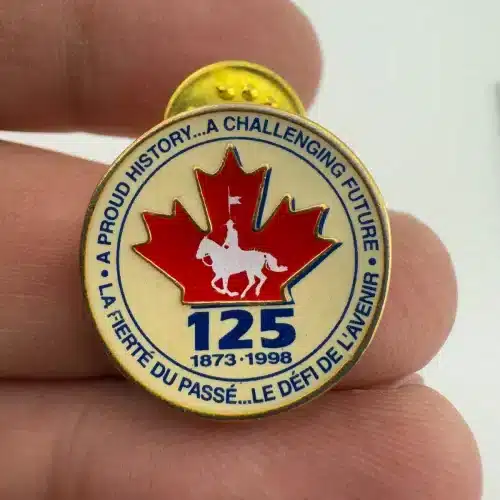 • A PROUD HISTORY...A CHALLENGING FUTURE •
125
1873·1998
LA FIERTÉ DU PASSÉ...LE DÉFI DE L'AVENIR